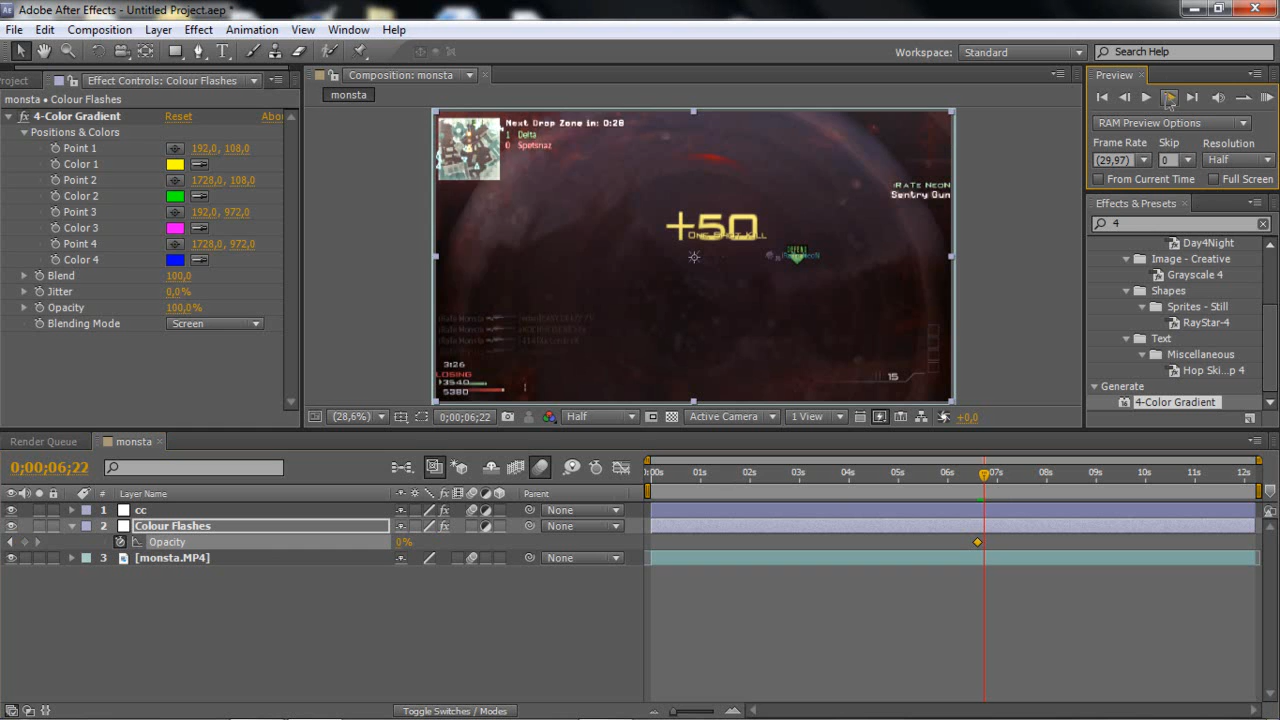 Adobe After Effects - Untitled Project.aep *
File Edit Composition Layer Effect Animation View Window Help
Workspace: Standard Search Help
Project Effect Controls: Colour Flashes
monsta • Colour Flashes
4-Color Gradient Reset Abou
Positions & Colors
Point 1 192,0, 108,0
Color 1
Point 2 1728,0, 108,0
Color 2
Point 3 192,0, 972,0
Color 3
Point 4 1728,0, 972,0
Color 4
Blend 100,0
Jitter 0,0%
Opacity 100,0%
Blending Mode Screen
Composition: monsta
monsta
Next Drop Zone in: 0:28
1 Delta
0 Spetsnaz
iRaTe NeoN
Sentry Gun
+50
One Shot Kill
DEFEND
3:26
LOSING
3540
5380
15
(28,6%) 0;00;06;22 Half Active Camera 1 View +0,0
Preview
RAM Preview Options
Frame Rate Skip Resolution
(29,97) 0 Half
From Current Time Full Screen
Effects & Presets
4
Day4Night
Image - Creative
Grayscale 4
Shapes
Sprites - Still
RayStar-4
Text
Miscellaneous
Hop Ski...p 4
Generate
4-Color Gradient
Render Queue monsta
0;00;06;22
# Layer Name Parent
:00s 01s 02s 03s 04s 05s 06s 07s 08s 09s 10s 11s 12s
1 cc None
2 Colour Flashes None
Opacity 0%
3 [monsta.MP4] None
Toggle Switches / Modes